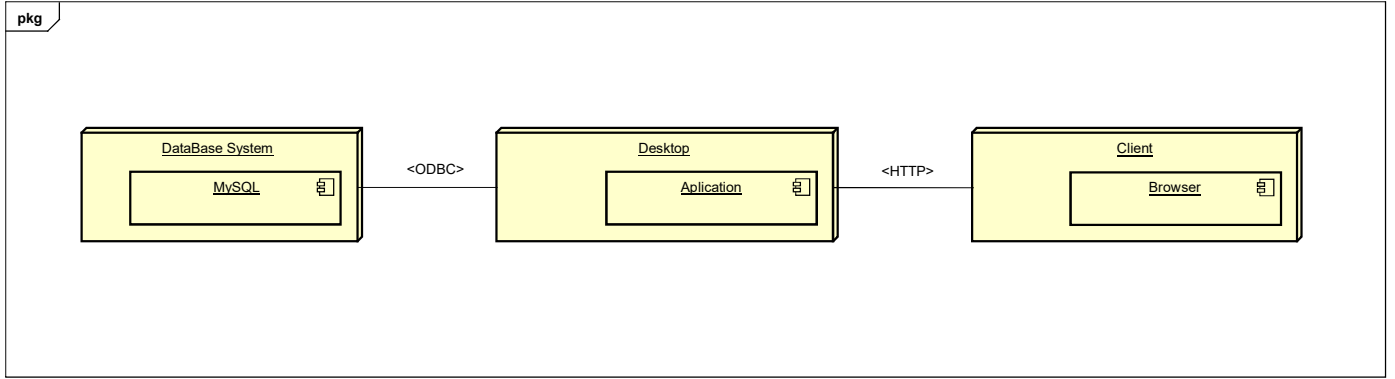 pkg
DataBase System
MySQL
<ODBC>
Desktop
Aplication
<HTTP>
Client
Browser